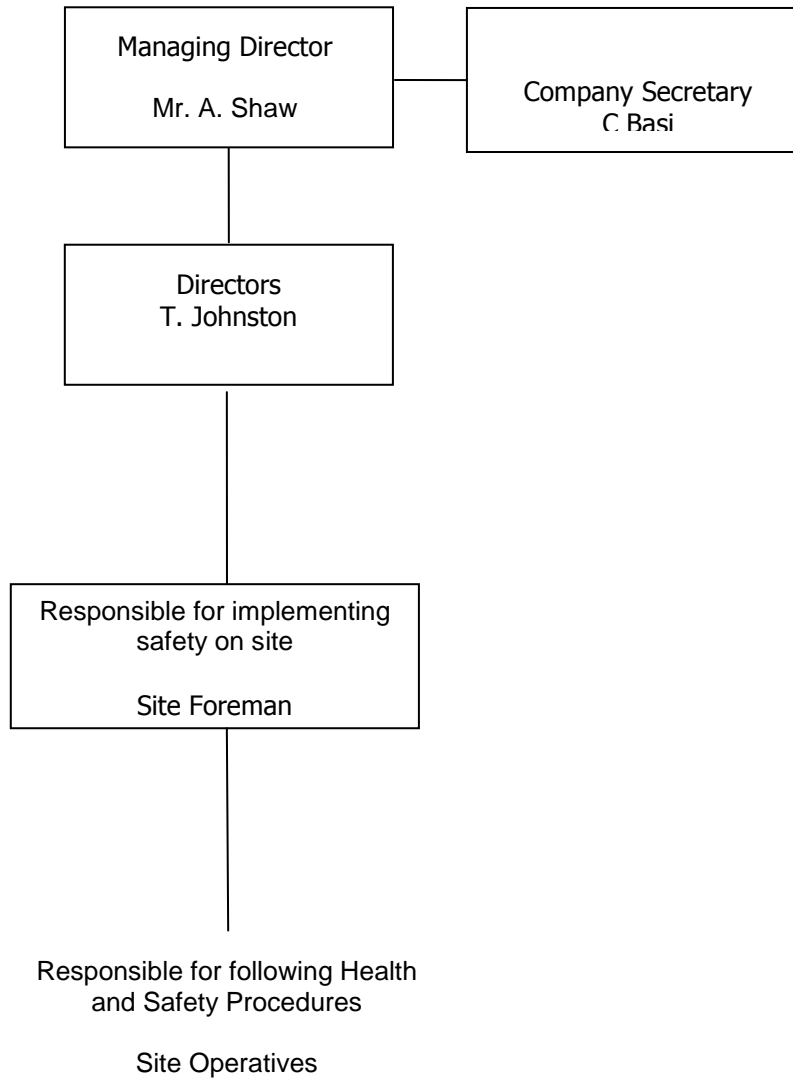 Managing Director
Mr. A. Shaw
Company Secretary
C Basi
Directors
T. Johnston
Responsible for implementing
safety on site
Site Foreman
Responsible for following Health
and Safety Procedures
Site Operatives